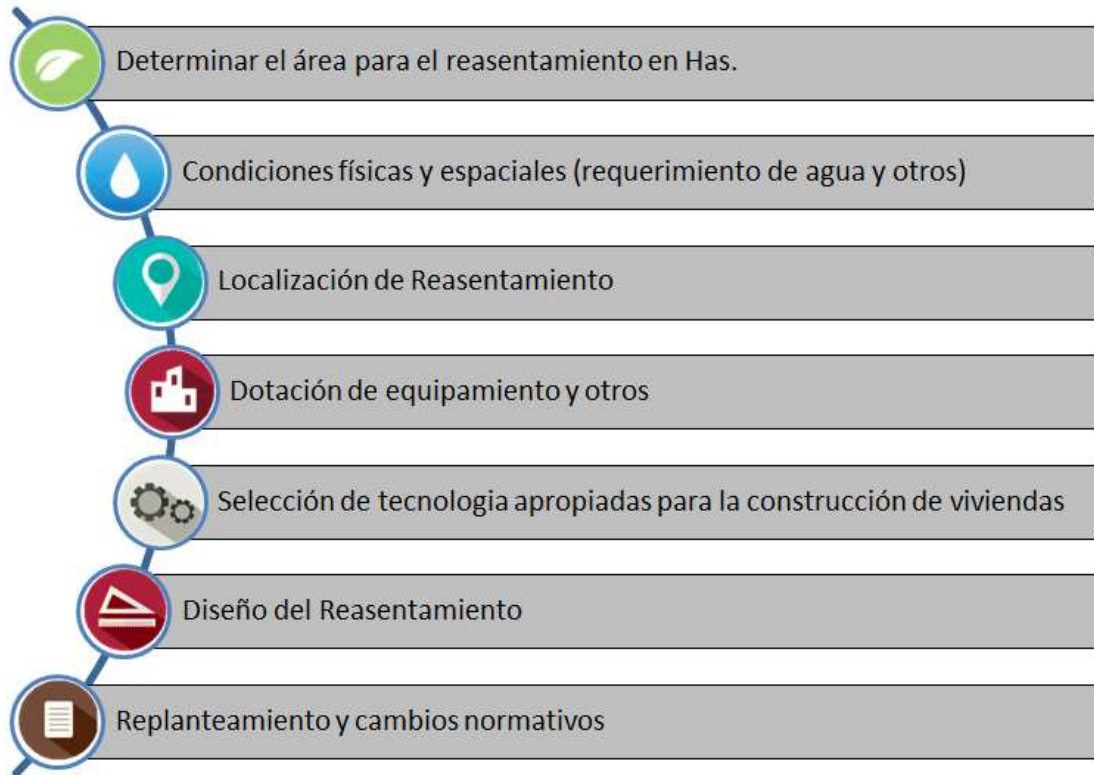 Determinar el área para el reasentamiento en Has.
Condiciones físicas y espaciales (requerimiento de agua y otros)
Localización de Reasentamiento
Dotación de equipamiento y otros
Selección de tecnologia apropiadas para la construcción de viviendas
Diseño del Reasentamiento
Replanteamiento y cambios normativos